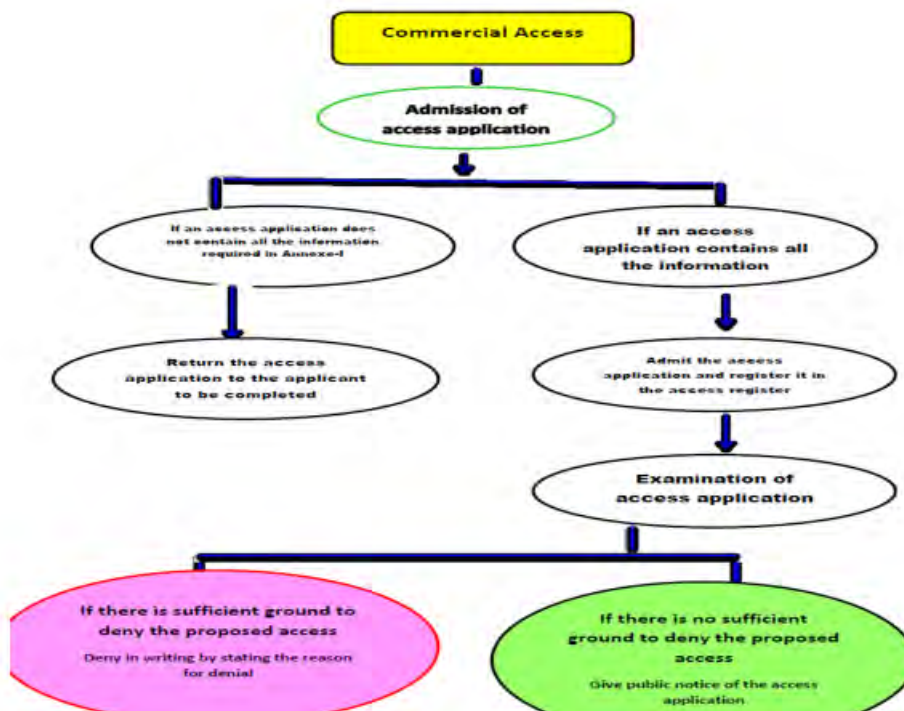 Commercial Access
Admission of
access application
If an access application does
not contain all the information
required in Annexe-I
If an access
application contains all
the information
Return the access
application to the applicant
to be completed
Admit the access
application and register it in
the access register
Examination of
access application
If there is sufficient ground to
deny the proposed access
Deny in writing by stating the reason
for denial
If there is no sufficient
ground to deny the proposed
access
Give public notice of the access
application